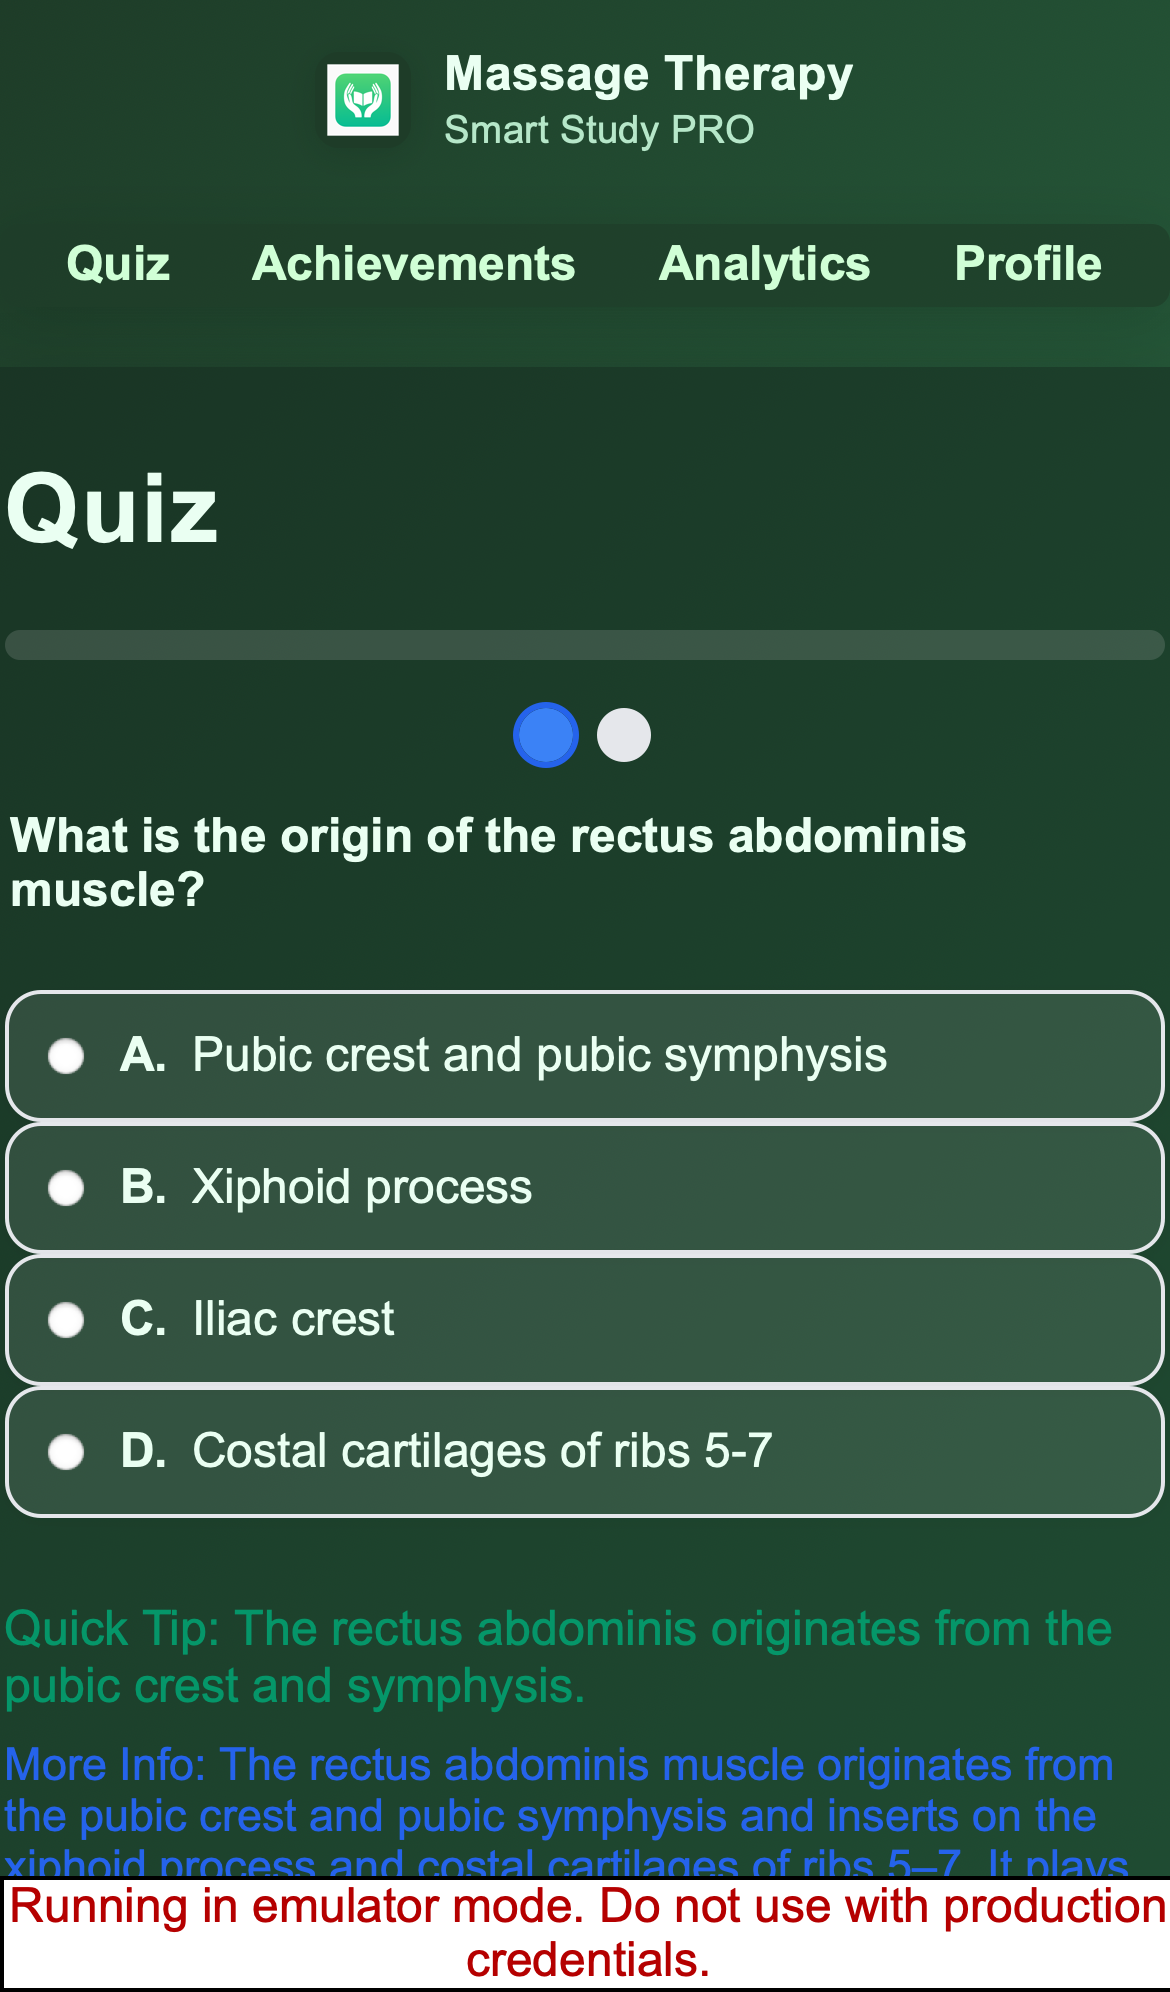 Massage Therapy
Smart Study PRO
Quiz Achievements Analytics Profile
Quiz
What is the origin of the rectus abdominis
muscle?
A. Pubic crest and pubic symphysis
B. Xiphoid process
C. Iliac crest
D. Costal cartilages of ribs 5-7
Quick Tip: The rectus abdominis originates from the
pubic crest and symphysis.
More Info: The rectus abdominis muscle originates from
the pubic crest and pubic symphysis and inserts on the
xiphoid process and costal cartilages of ribs 5–7. It plays
Running in emulator mode. Do not use with production
credentials.